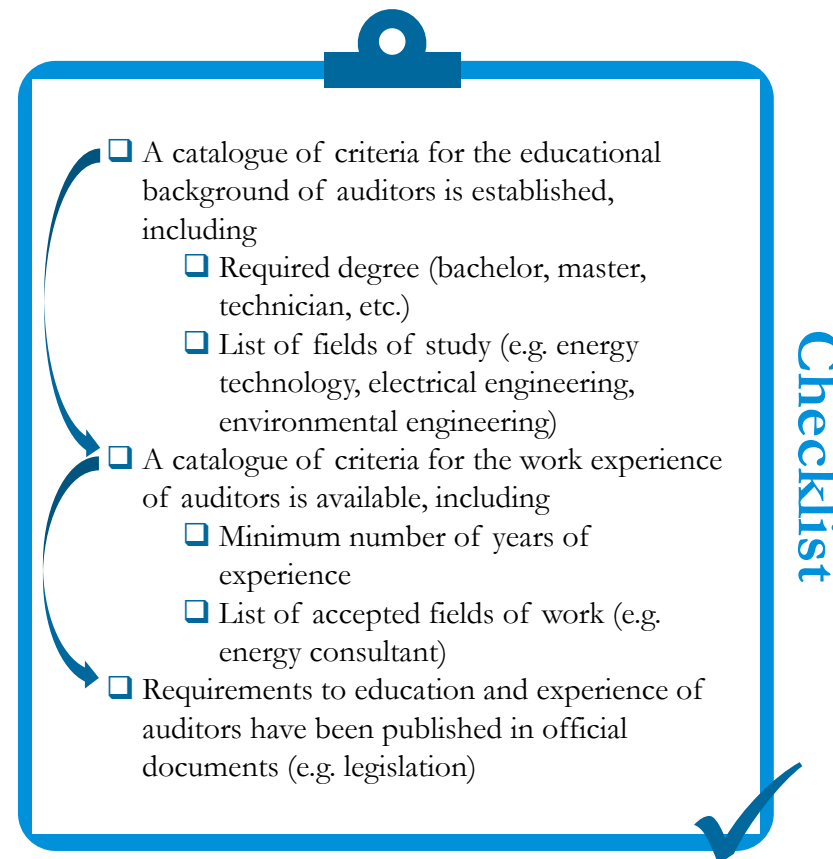 A catalogue of criteria for the educational
background of auditors is established,
including
Required degree (bachelor, master,
technician, etc.)
List of fields of study (e.g. energy
technology, electrical engineering,
environmental engineering)
A catalogue of criteria for the work experience
of auditors is available, including
Minimum number of years of
experience
List of accepted fields of work (e.g.
energy consultant)
Requirements to education and experience of
auditors have been published in official
documents (e.g. legislation)
Checklist